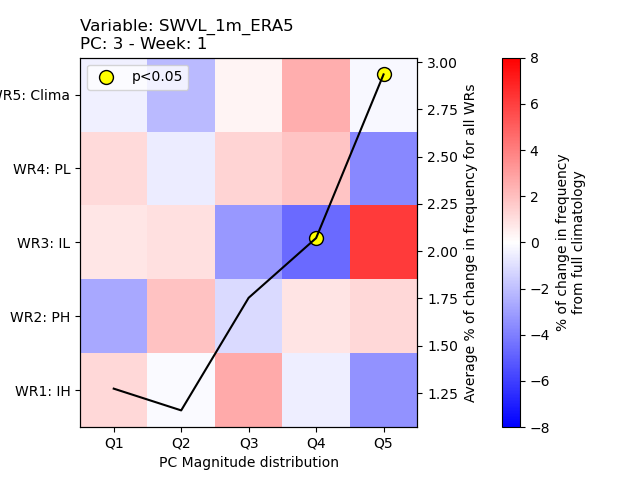 Variable: SWVL_1m_ERA5
PC: 3 - Week: 1
p<0.05
WR5: Clima
WR4: PL
WR3: IL
WR2: PH
WR1: IH
Q1 Q2 Q3 Q4 Q5
PC Magnitude distribution
3.00
2.75
2.50
2.25
2.00
1.75
1.50
1.25
Average % of change in frequency for all WRs
8
6
4
2
0
−2
−4
−6
−8
% of change in frequency
from full climatology